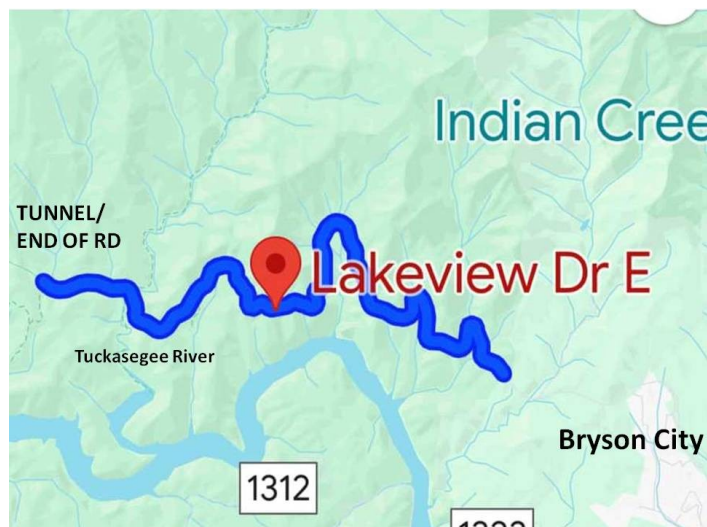 Indian Cree
TUNNEL/
END OF RD
Lakeview Dr E
Tuckasegee River
Bryson City
1312